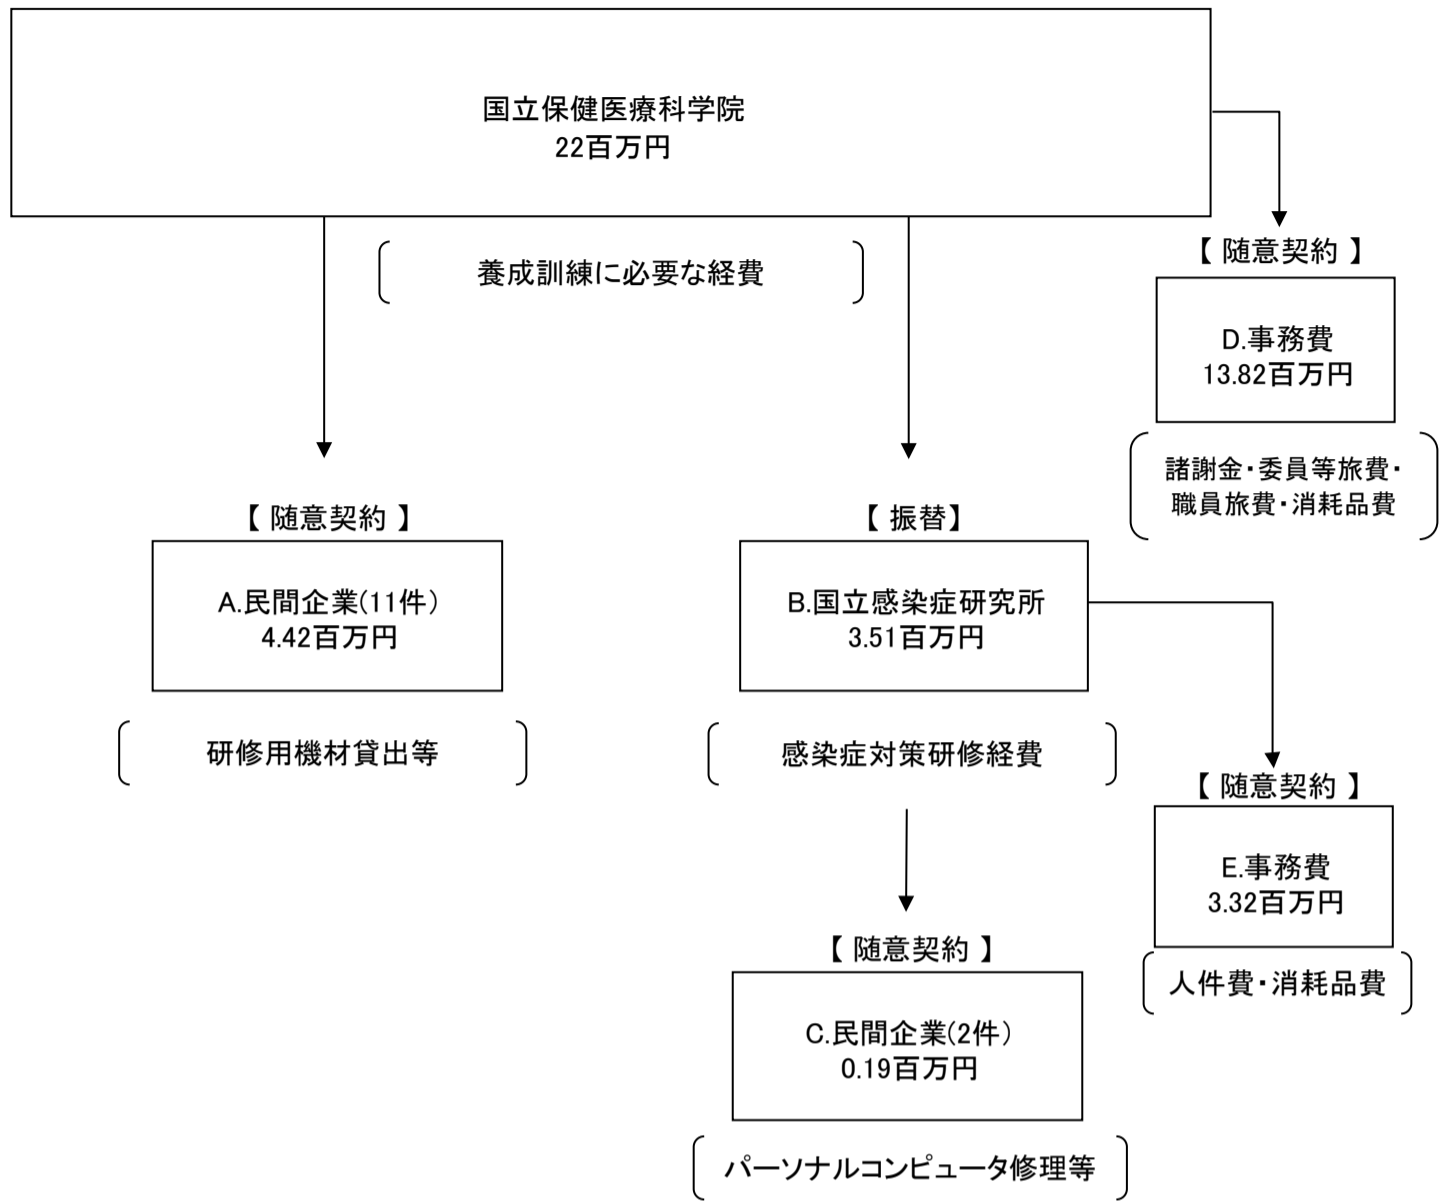 国立保健医療科学院
22百万円
養成訓練に必要な経費
【 随意契約 】
D.事務費
13.82百万円
諸謝金・委員等旅費・
職員旅費・消耗品費
【 随意契約 】
A.民間企業(11件)
4.42百万円
研修用機材貸出等
【 振替】
B.国立感染症研究所
3.51百万円
感染症対策研修経費
【 随意契約 】
E.事務費
3.32百万円
人件費・消耗品費
【 随意契約 】
C.民間企業(2件)
0.19百万円
パーソナルコンピュータ修理等